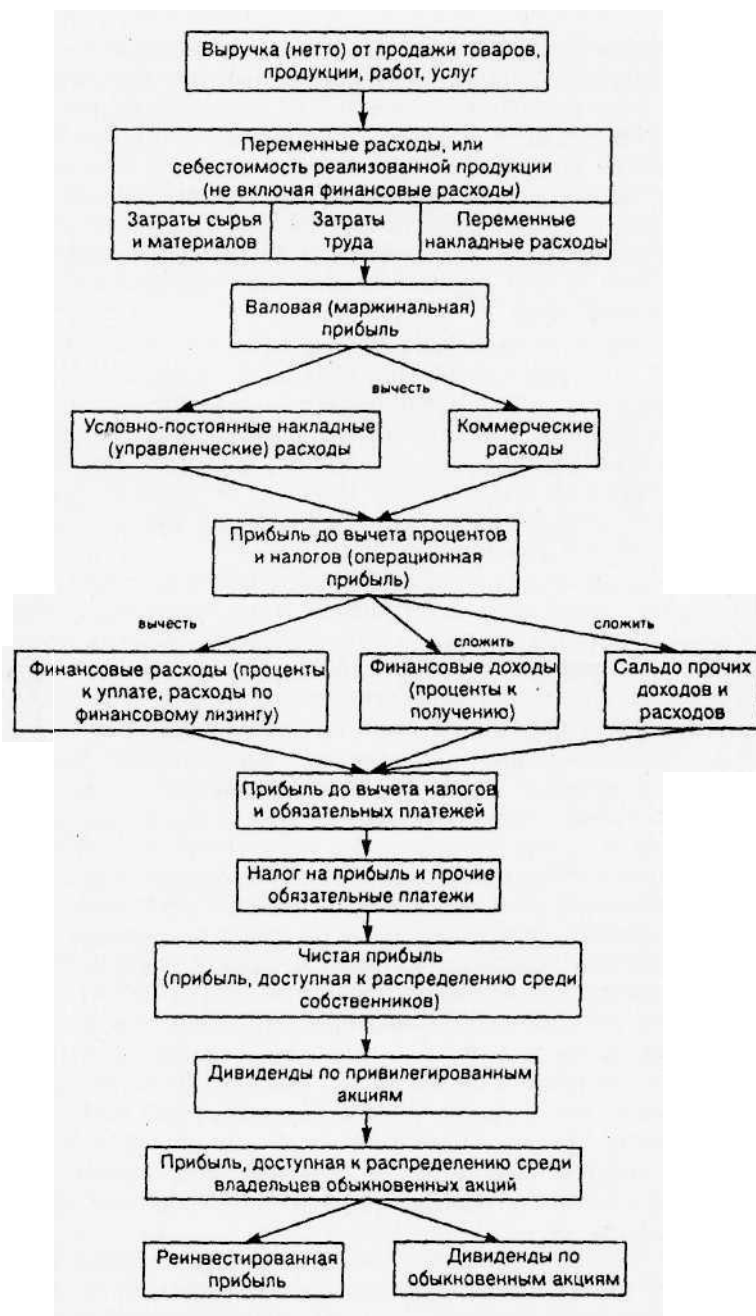 Выручка (нетто) от продажи товаров,
продукции, работ, услуг
Переменные расходы, или
себестоимость реализованной продукции
(не включая финансовые расходы)
Затраты сырья
и материалов
Затраты
труда
Переменные
накладные расходы
Валовая (маржинальная)
прибыль
вычесть
Условно-постоянные накладные
(управленческие) расходы
Коммерческие
расходы
Прибыль до вычета процентов
и налогов (операционная
прибыль)
вычесть
сложить
сложить
Финансовые расходы (проценты
к уплате, расходы по
финансовому лизингу)
Финансовые доходы
(проценты к
получению)
Сальдо прочих
доходов и
расходов
Прибыль до вычета налогов
и обязательных платежей
Налог на прибыль и прочие
обязательные платежи
Чистая прибыль
(прибыль, доступная к распределению среди
собственников)
Дивиденды по привилегированным
акциям
Прибыль, доступная к распределению среди
владельцев обыкновенных акций
Реинвестированная
прибыль
Дивиденды по
обыкновенным акциям